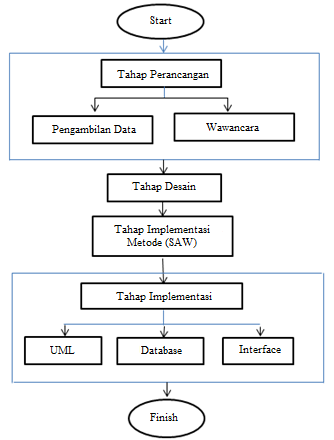 Start
Tahap Perancangan
Pengambilan Data
Wawancara
Tahap Desain
Tahap Implementasi
Metode (SAW)
Tahap Implementasi
UML
Database
Interface
Finish